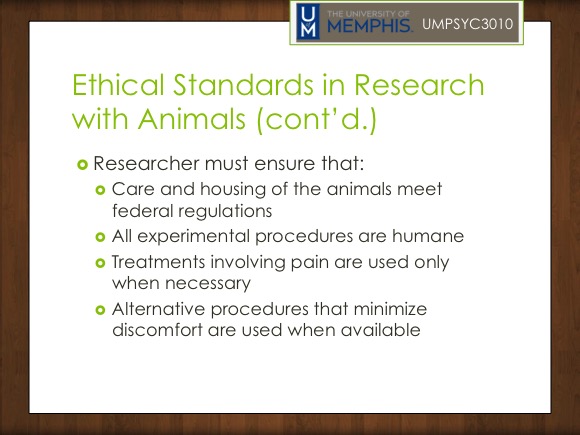 UM
THE UNIVERSITY OF
MEMPHIS.
UMPSYC3010
Ethical Standards in Research
with Animals (cont’d.)
Researcher must ensure that:
Care and housing of the animals meet
federal regulations
All experimental procedures are humane
Treatments involving pain are used only
when necessary
Alternative procedures that minimize
discomfort are used when available